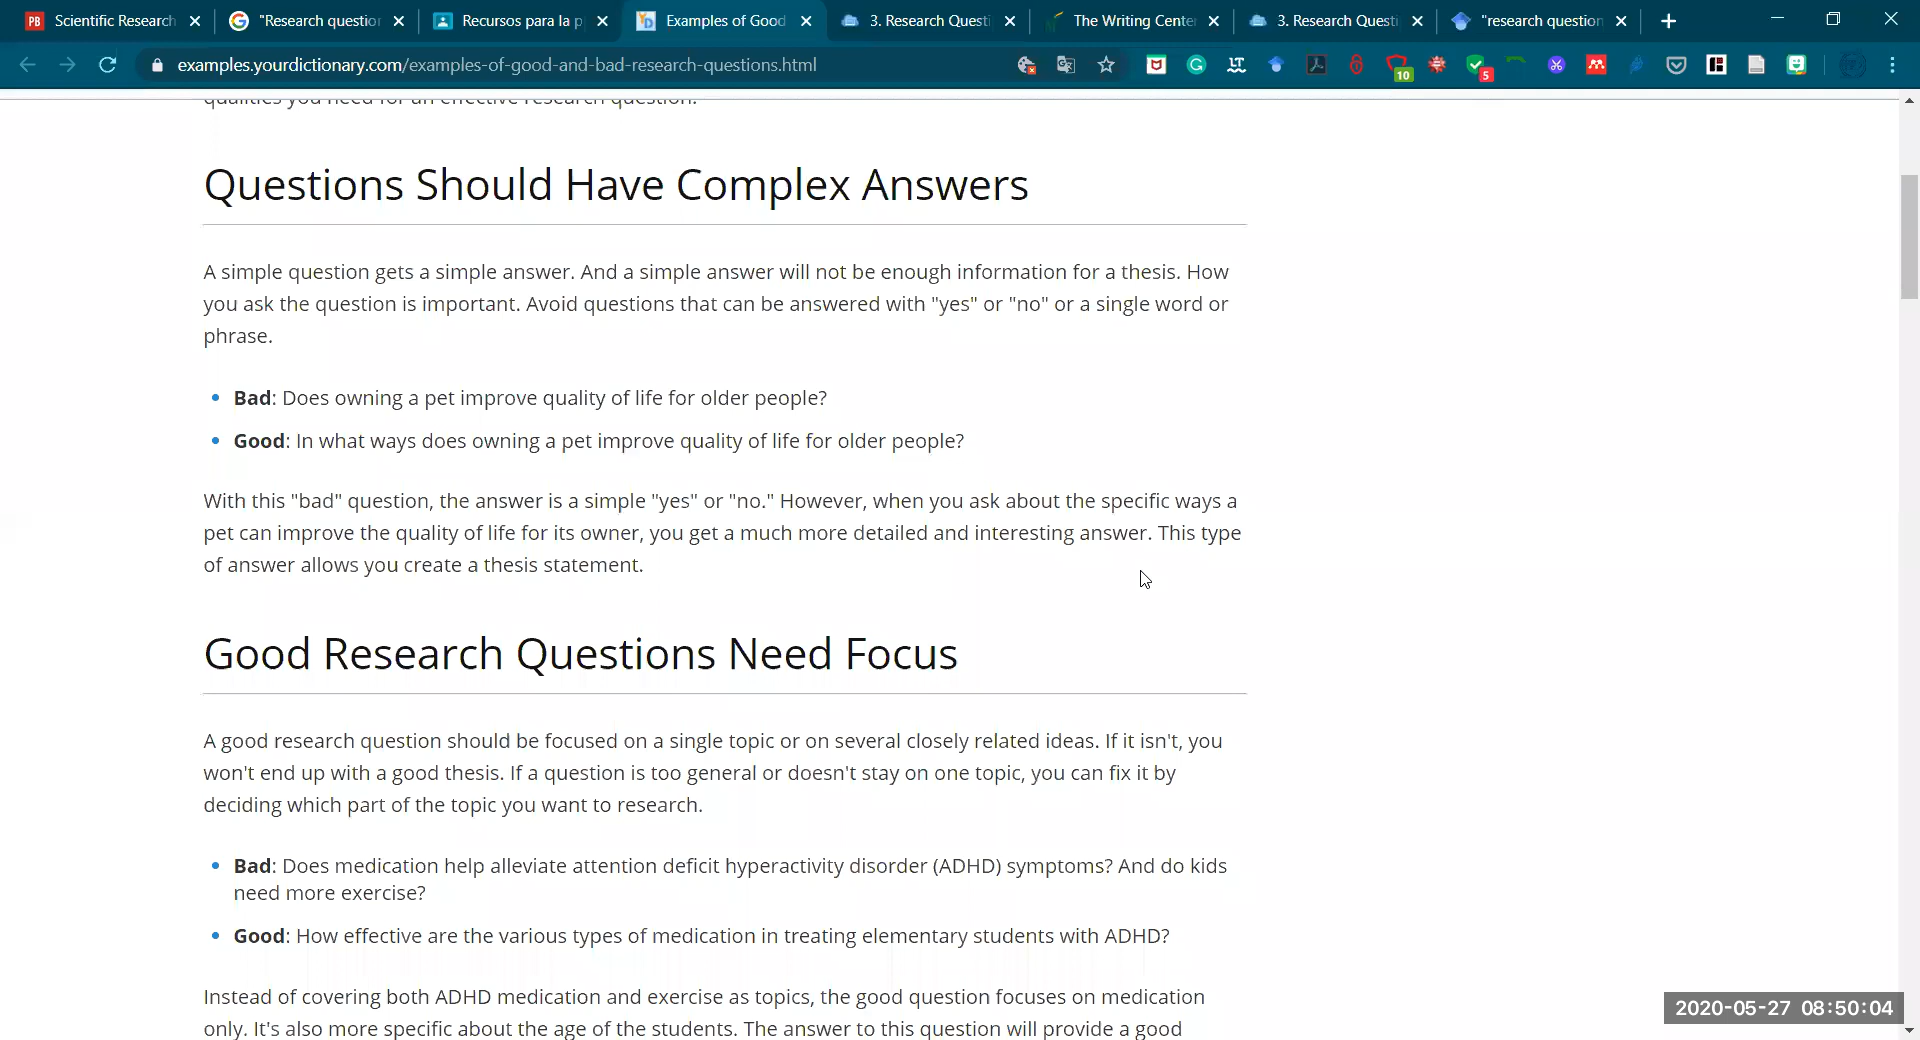 Scientific Research
"Research question
Recursos para la p
Examples of Good
3. Research Questi
The Writing Center
3. Research Questi
"research question
examples.yourdictionary.com/examples-of-good-and-bad-research-questions.html
10
5
qualities you need for an effective research question.
Questions Should Have Complex Answers
A simple question gets a simple answer. And a simple answer will not be enough information for a thesis. How
you ask the question is important. Avoid questions that can be answered with "yes" or "no" or a single word or
phrase.
Bad: Does owning a pet improve quality of life for older people?
Good: In what ways does owning a pet improve quality of life for older people?
With this "bad" question, the answer is a simple "yes" or "no." However, when you ask about the specific ways a
pet can improve the quality of life for its owner, you get a much more detailed and interesting answer. This type
of answer allows you create a thesis statement.
Good Research Questions Need Focus
A good research question should be focused on a single topic or on several closely related ideas. If it isn't, you
won't end up with a good thesis. If a question is too general or doesn't stay on one topic, you can fix it by
deciding which part of the topic you want to research.
Bad: Does medication help alleviate attention deficit hyperactivity disorder (ADHD) symptoms? And do kids
need more exercise?
Good: How effective are the various types of medication in treating elementary students with ADHD?
Instead of covering both ADHD medication and exercise as topics, the good question focuses on medication
only. It's also more specific about the age of the students. The answer to this question will provide a good
2020-05-27 08:50:04